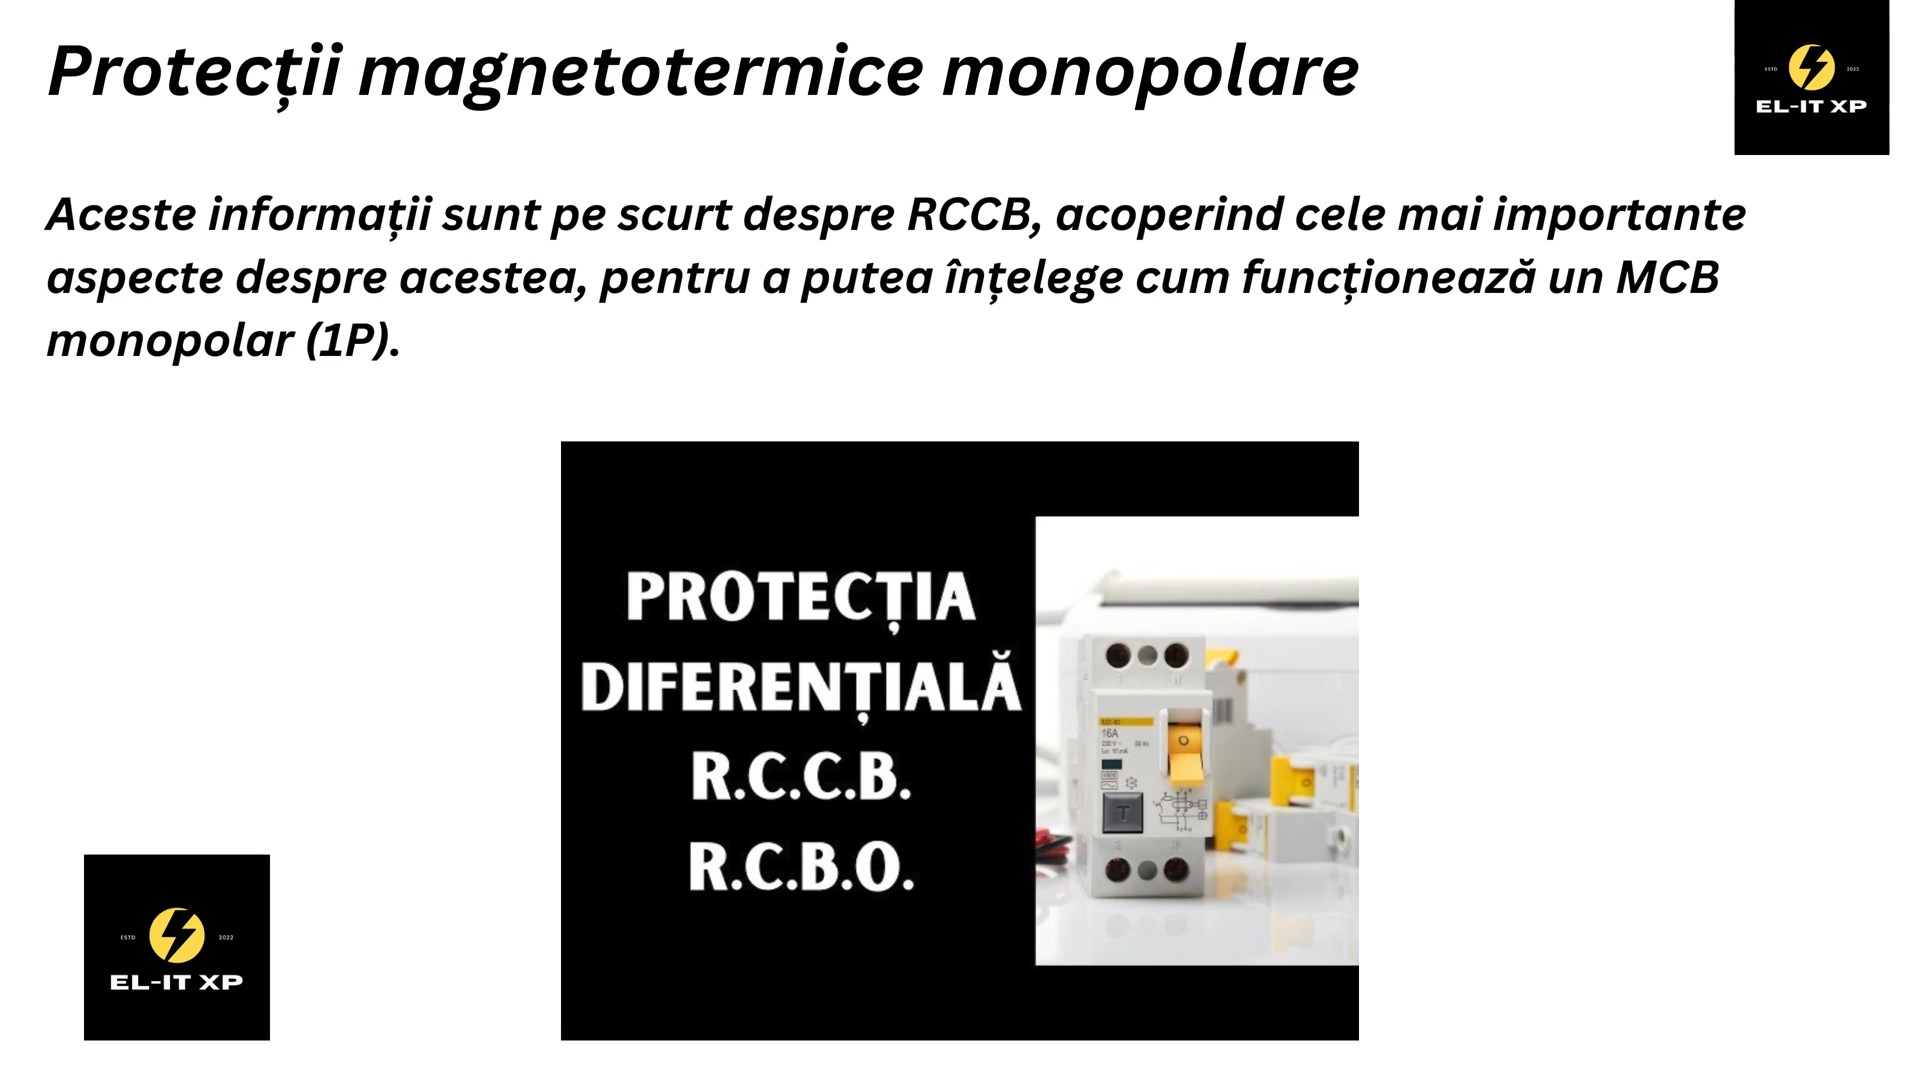 Protecții magnetotermice monopolare
ESTD 2022
EL-IT XP
Aceste informații sunt pe scurt despre RCCB, acoperind cele mai importante
aspecte despre acestea, pentru a putea înțelege cum funcționează un MCB
monopolar (1P).
PROTECȚIA
DIFERENȚIALĂ
R.C.C.B.
R.C.B.O.
16A
230 V~ 50 Hz
T
ESTD 2022
EL-IT XP